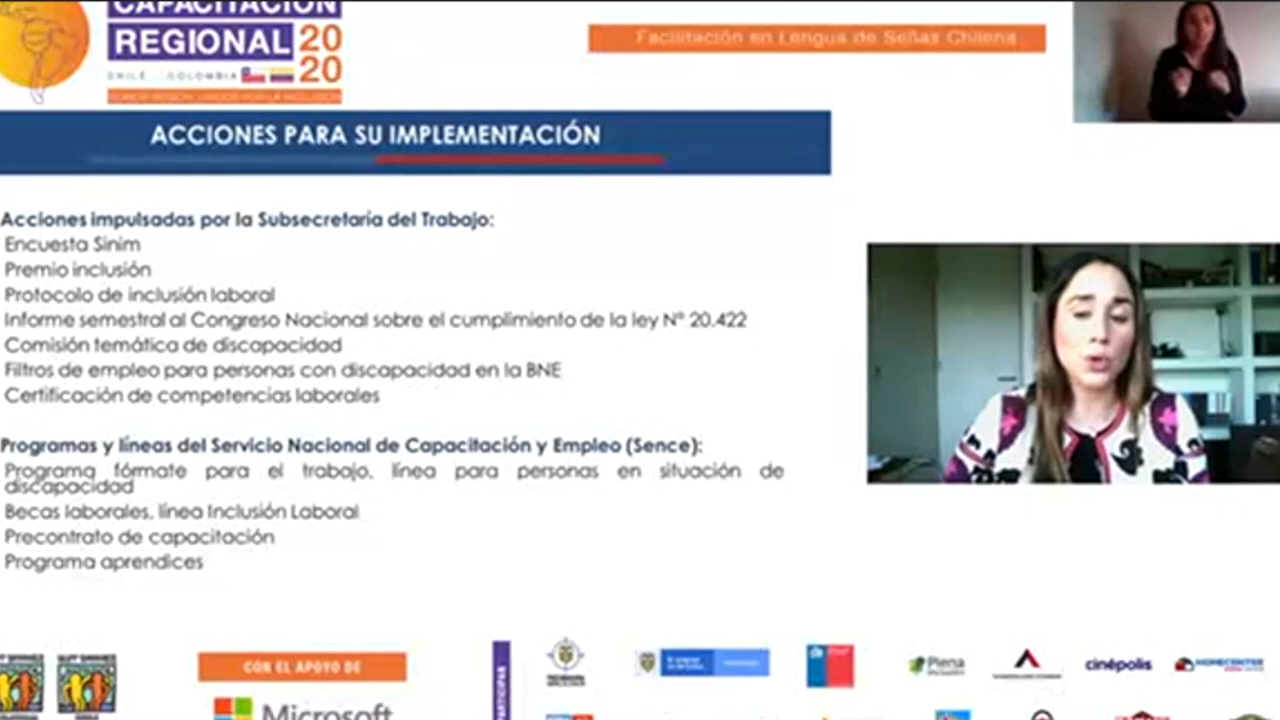 CAPACITACIÓN
REGIONAL 20
20
CHILE COLOMBIA
Facilitación en Lengua de Señas Chilena
ACCIONES PARA SU IMPLEMENTACIÓN
Acciones impulsadas por la Subsecretaría del Trabajo:
Encuesta Sinim
Premio inclusión
Protocolo de inclusión laboral
Informe semestral al Congreso Nacional sobre el cumplimiento de la ley N° 20.422
Comisión temática de discapacidad
Filtros de empleo para personas con discapacidad en la BNE
Certificación de competencias laborales
Programas y líneas del Servicio Nacional de Capacitación y Empleo (Sence):
Programa fórmate para el trabajo, línea para personas en situación de
discapacidad
Becas laborales, línea Inclusión Laboral
Precontrato de capacitación
Programa aprendices
CON EL APOYO DE
Microsoft
Plena
inclusión
cinépolis
HOMECENTER